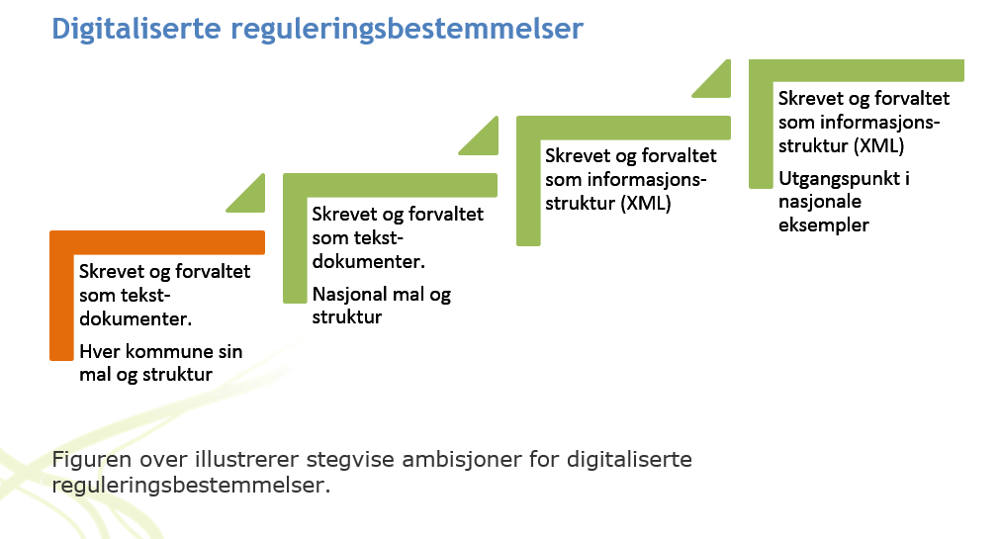 Digitaliserte reguleringsbestemmelser
Skrevet og forvaltet
som tekst-
dokumenter.
Hver kommune sin
mal og struktur
Skrevet og forvaltet
som tekst-
dokumenter.
Nasjonal mal og
struktur
Skrevet og forvaltet
som informasjons-
struktur (XML)
Skrevet og forvaltet
som informasjons-
struktur (XML)
Utgangspunkt i
nasjonale
eksempler
Figuren over illustrerer stegvise ambisjoner for digitaliserte
reguleringsbestemmelser.